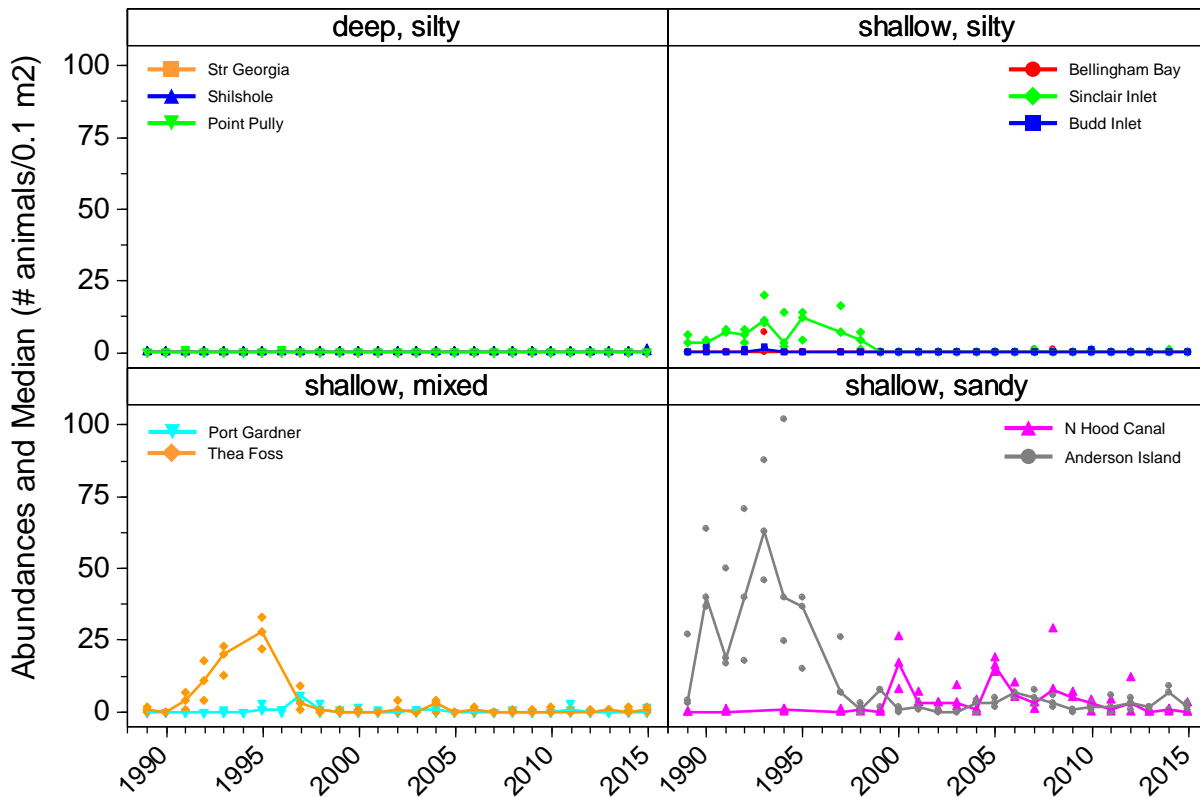 Abundances and Median (# animals/0.1 m2)
deep, silty
shallow, silty
100
75
50
25
0
Str Georgia
Shilshole
Point Pully
Bellingham Bay
Sinclair Inlet
Budd Inlet
shallow, mixed
shallow, sandy
100
75
50
25
0
Port Gardner
Thea Foss
N Hood Canal
Anderson Island
1990
1995
2000
2005
2010
2015
1990
1995
2000
2005
2010
2015